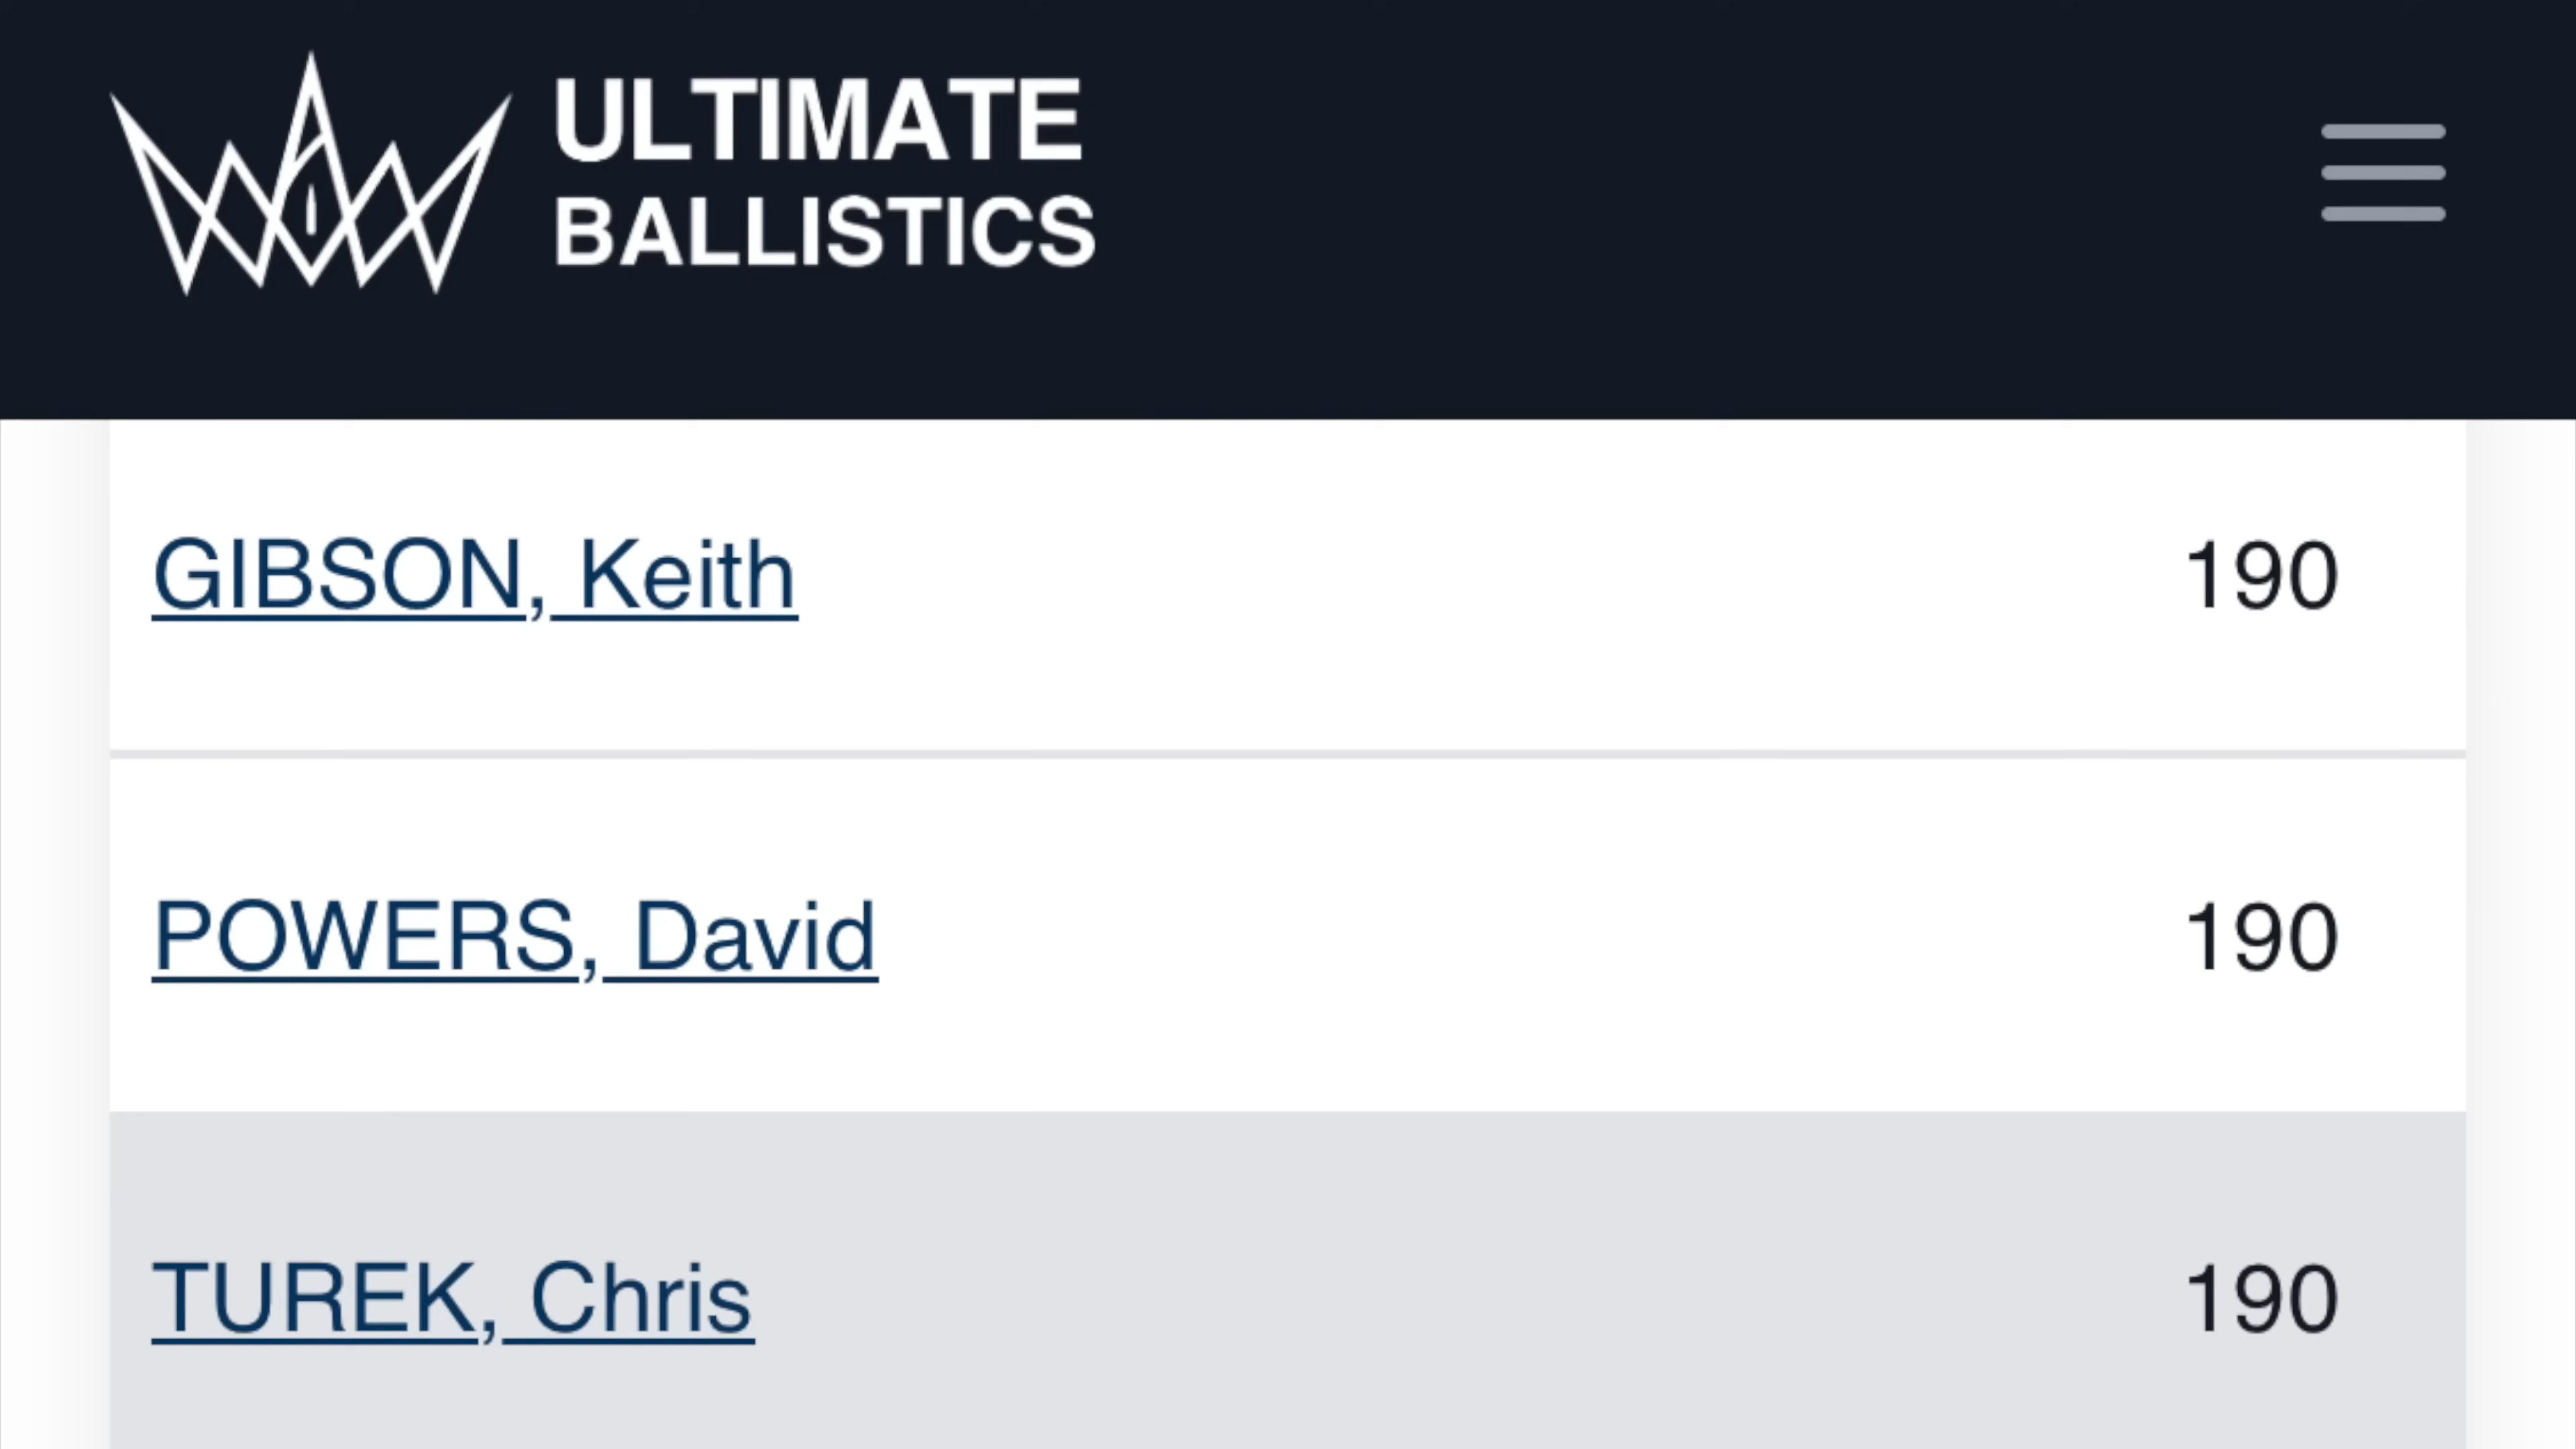 ULTIMATE
BALLISTICS
GIBSON, Keith 190
POWERS, David 190
TUREK, Chris 190